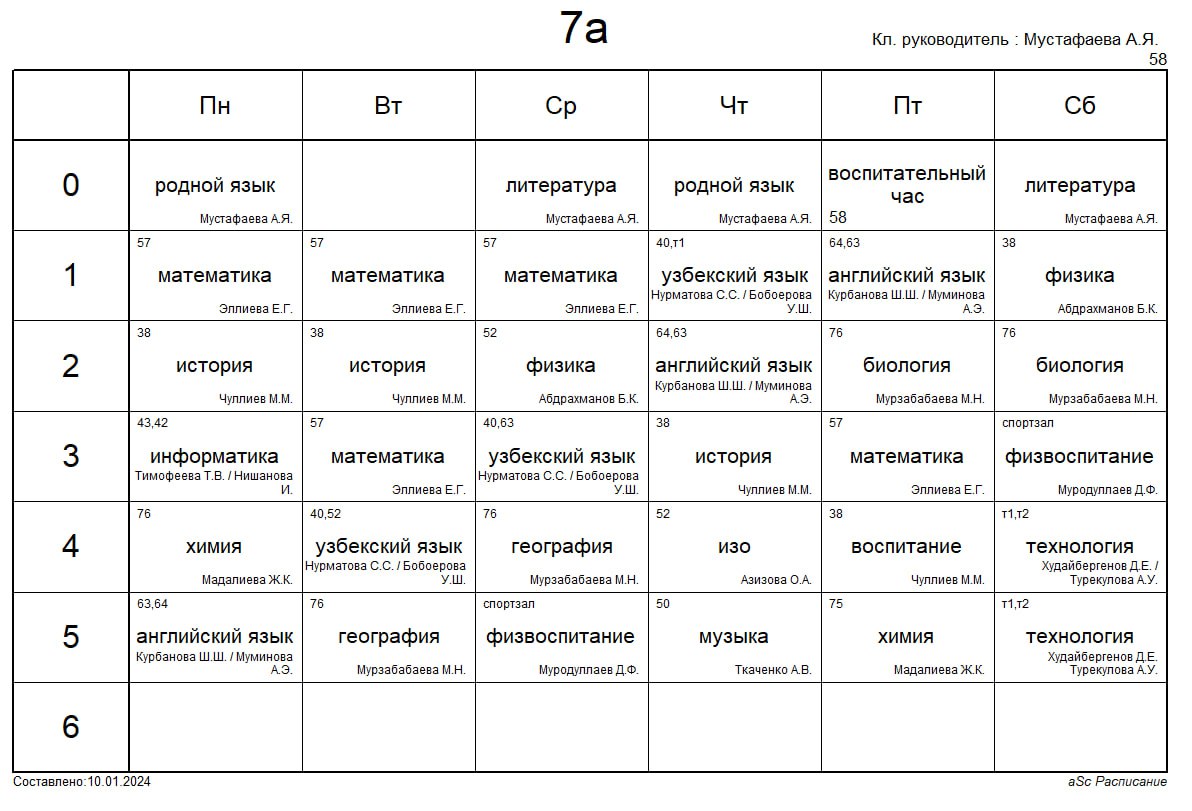 7а
Кл. руководитель : Мустафаева А.Я.
58
Пн Вт Ср Чт Пт Сб
0
родной язык
Мустафаева А.Я.
литература
Мустафаева А.Я.
родной язык
Мустафаева А.Я.
воспитательный
час
58
литература
Мустафаева А.Я.
1
57
математика
Эллиева Е.Г.
57
математика
Эллиева Е.Г.
57
математика
Эллиева Е.Г.
40,т1
узбекский язык
Нурматова С.С. / Бобоерова
У.Ш.
64,63
английский язык
Курбанова Ш.Ш. / Муминова
А.Э.
38
физика
Абдрахманов Б.К.
2
38
история
Чуллиев М.М.
38
история
Чуллиев М.М.
52
физика
Абдрахманов Б.К.
64,63
английский язык
Курбанова Ш.Ш. / Муминова
А.Э.
76
биология
Мурзабабаева М.Н.
76
биология
Мурзабабаева М.Н.
3
43,42
информатика
Тимофеева Т.В. / Нишанова
И.
57
математика
Эллиева Е.Г.
40,63
узбекский язык
Нурматова С.С. / Бобоерова
У.Ш.
38
история
Чуллиев М.М.
57
математика
Эллиева Е.Г.
спортзал
физвоспитание
Муродуллаев Д.Ф.
4
76
химия
Мадалиева Ж.К.
40,52
узбекский язык
Нурматова С.С. / Бобоерова
У.Ш.
76
география
Мурзабабаева М.Н.
52
изо
Азизова О.А.
38
воспитание
Чуллиев М.М.
т1,т2
технология
Худайбергенов Д.Е. /
Турекулова А.У.
5
63,64
английский язык
Курбанова Ш.Ш. / Муминова
А.Э.
76
география
Мурзабабаева М.Н.
спортзал
физвоспитание
Муродуллаев Д.Ф.
50
музыка
Ткаченко А.В.
75
химия
Мадалиева Ж.К.
т1,т2
технология
Худайбергенов Д.Е.
Турекулова А.У.
6
Составлено:10.01.2024
aSc Расписание